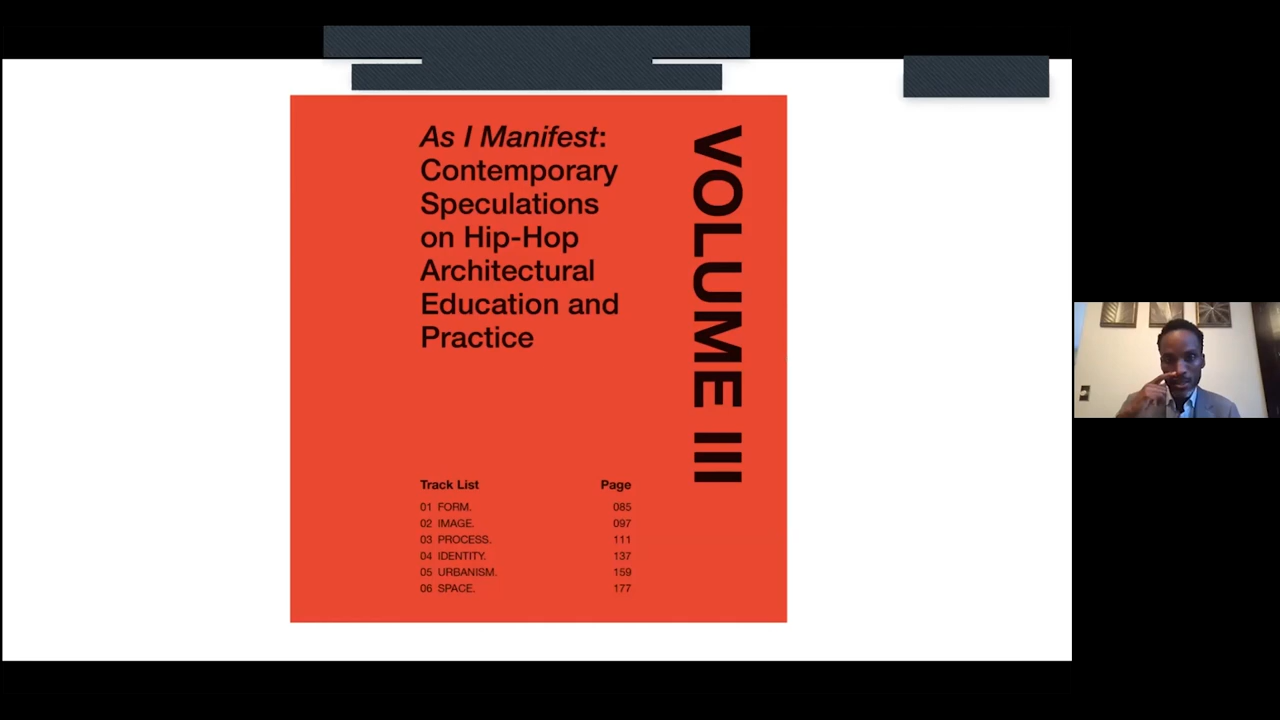 As I Manifest:
Contemporary
Speculations
on Hip-Hop
Architectural
Education and
Practice
VOLUME III
Track List Page
01 FORM. 085
02 IMAGE. 097
03 PROCESS. 111
04 IDENTITY. 137
05 URBANISM. 159
06 SPACE. 177